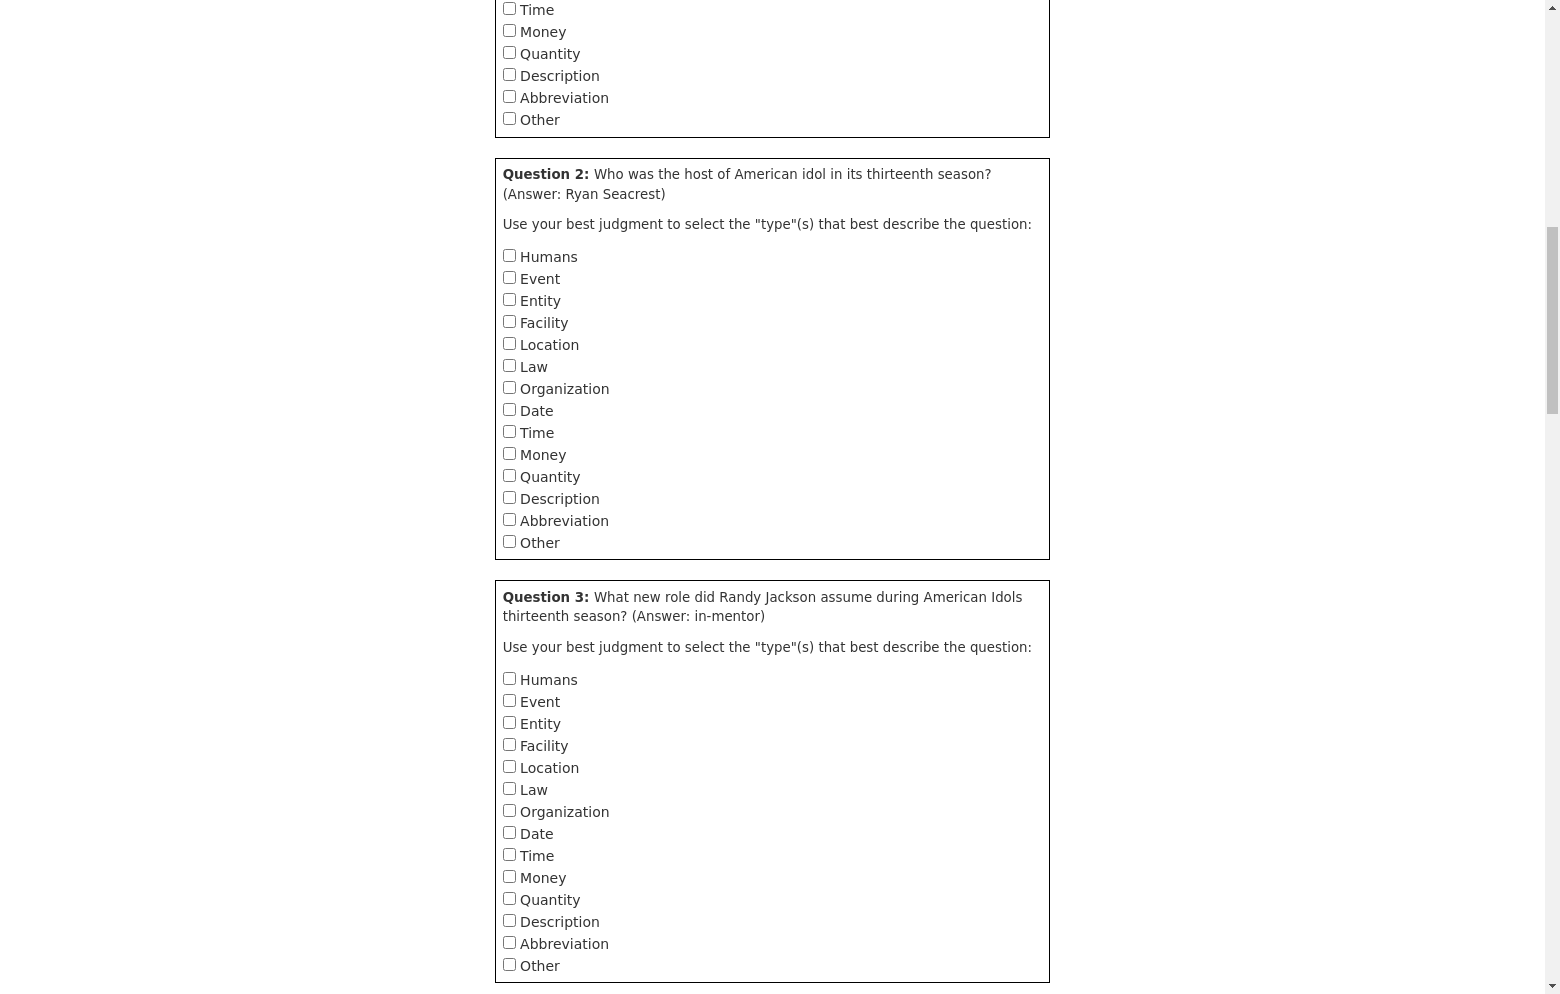 Time
Money
Quantity
Description
Abbreviation
Other
Question 2: Who was the host of American idol in its thirteenth season?
(Answer: Ryan Seacrest)
Use your best judgment to select the "type"(s) that best describe the question:
Humans
Event
Entity
Facility
Location
Law
Organization
Date
Time
Money
Quantity
Description
Abbreviation
Other
Question 3: What new role did Randy Jackson assume during American Idols
thirteenth season? (Answer: in-mentor)
Use your best judgment to select the "type"(s) that best describe the question:
Humans
Event
Entity
Facility
Location
Law
Organization
Date
Time
Money
Quantity
Description
Abbreviation
Other